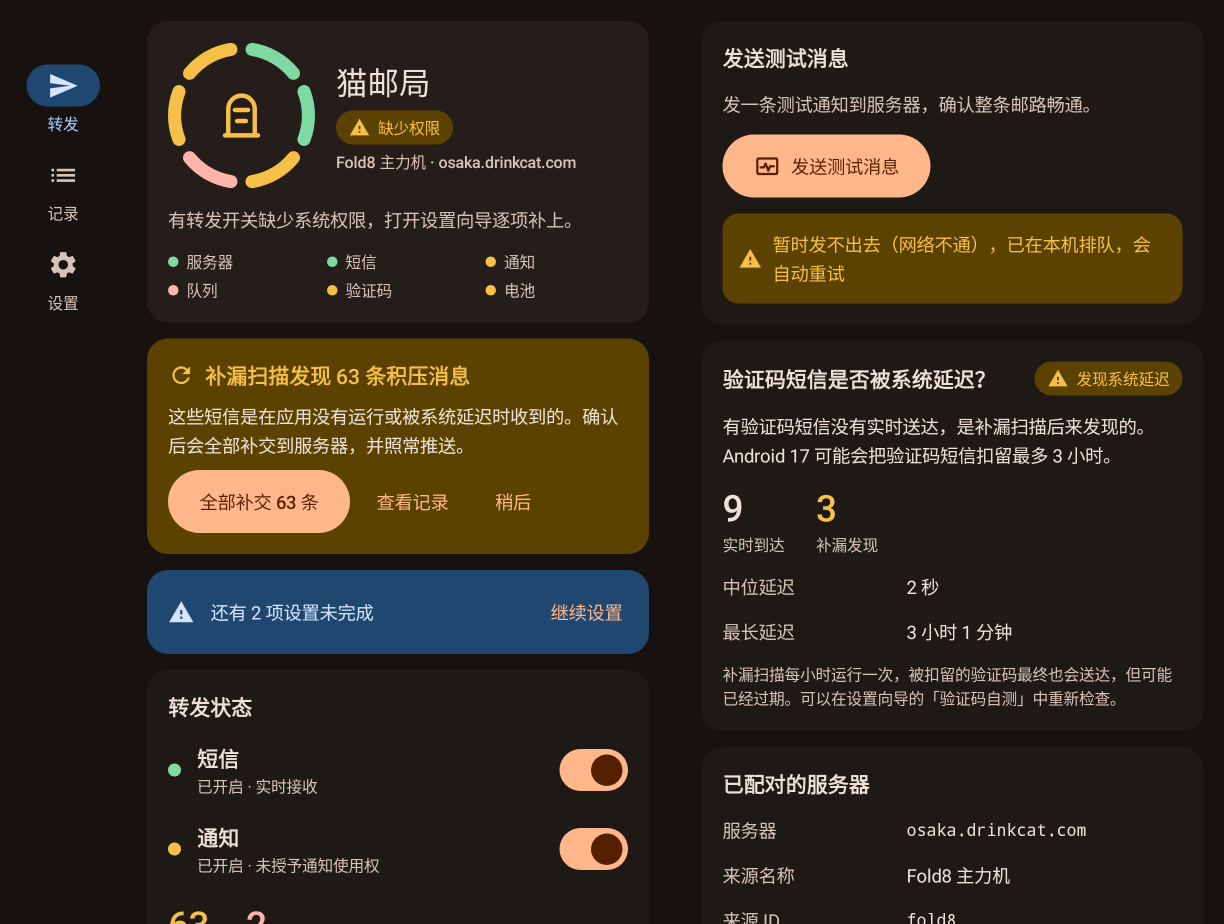 转发
记录
设置
猫邮局
缺少权限
Fold8 主力机 · osaka.drinkcat.com
有转发开关缺少系统权限，打开设置向导逐项补上。
服务器
短信
通知
队列
验证码
电池
补漏扫描发现 63 条积压消息
这些短信是在应用没有运行或被系统延迟时收到的。确认
后会全部补交到服务器，并照常推送。
全部补交 63 条
查看记录
稍后
还有 2 项设置未完成
继续设置
转发状态
短信
已开启 · 实时接收
通知
已开启 · 未授予通知使用权
63
2
发送测试消息
发一条测试通知到服务器，确认整条邮路畅通。
发送测试消息
暂时发不出去（网络不通），已在本机排队，会
自动重试
验证码短信是否被系统延迟？
发现系统延迟
有验证码短信没有实时送达，是补漏扫描后来发现的。
Android 17 可能会把验证码短信扣留最多 3 小时。
9
3
实时到达
补漏发现
中位延迟
2 秒
最长延迟
3 小时 1 分钟
补漏扫描每小时运行一次，被扣留的验证码最终也会送达，但可能
已经过期。可以在设置向导的「验证码自测」中重新检查。
已配对的服务器
服务器
osaka.drinkcat.com
来源名称
Fold8 主力机
来源 ID
fold8